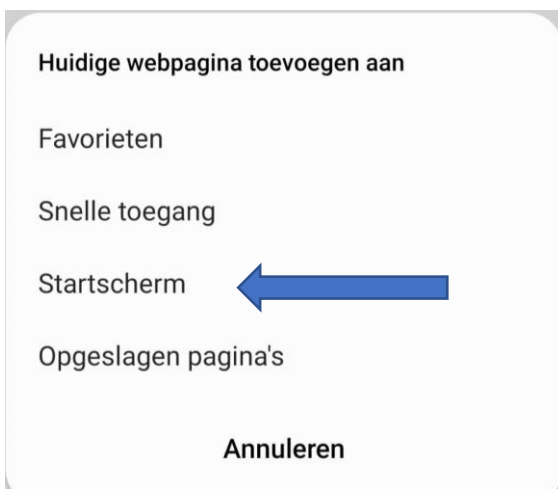 Huidige webpagina toevoegen aan
Favorieten
Snelle toegang
Startscherm
Opgeslagen pagina's
Annuleren